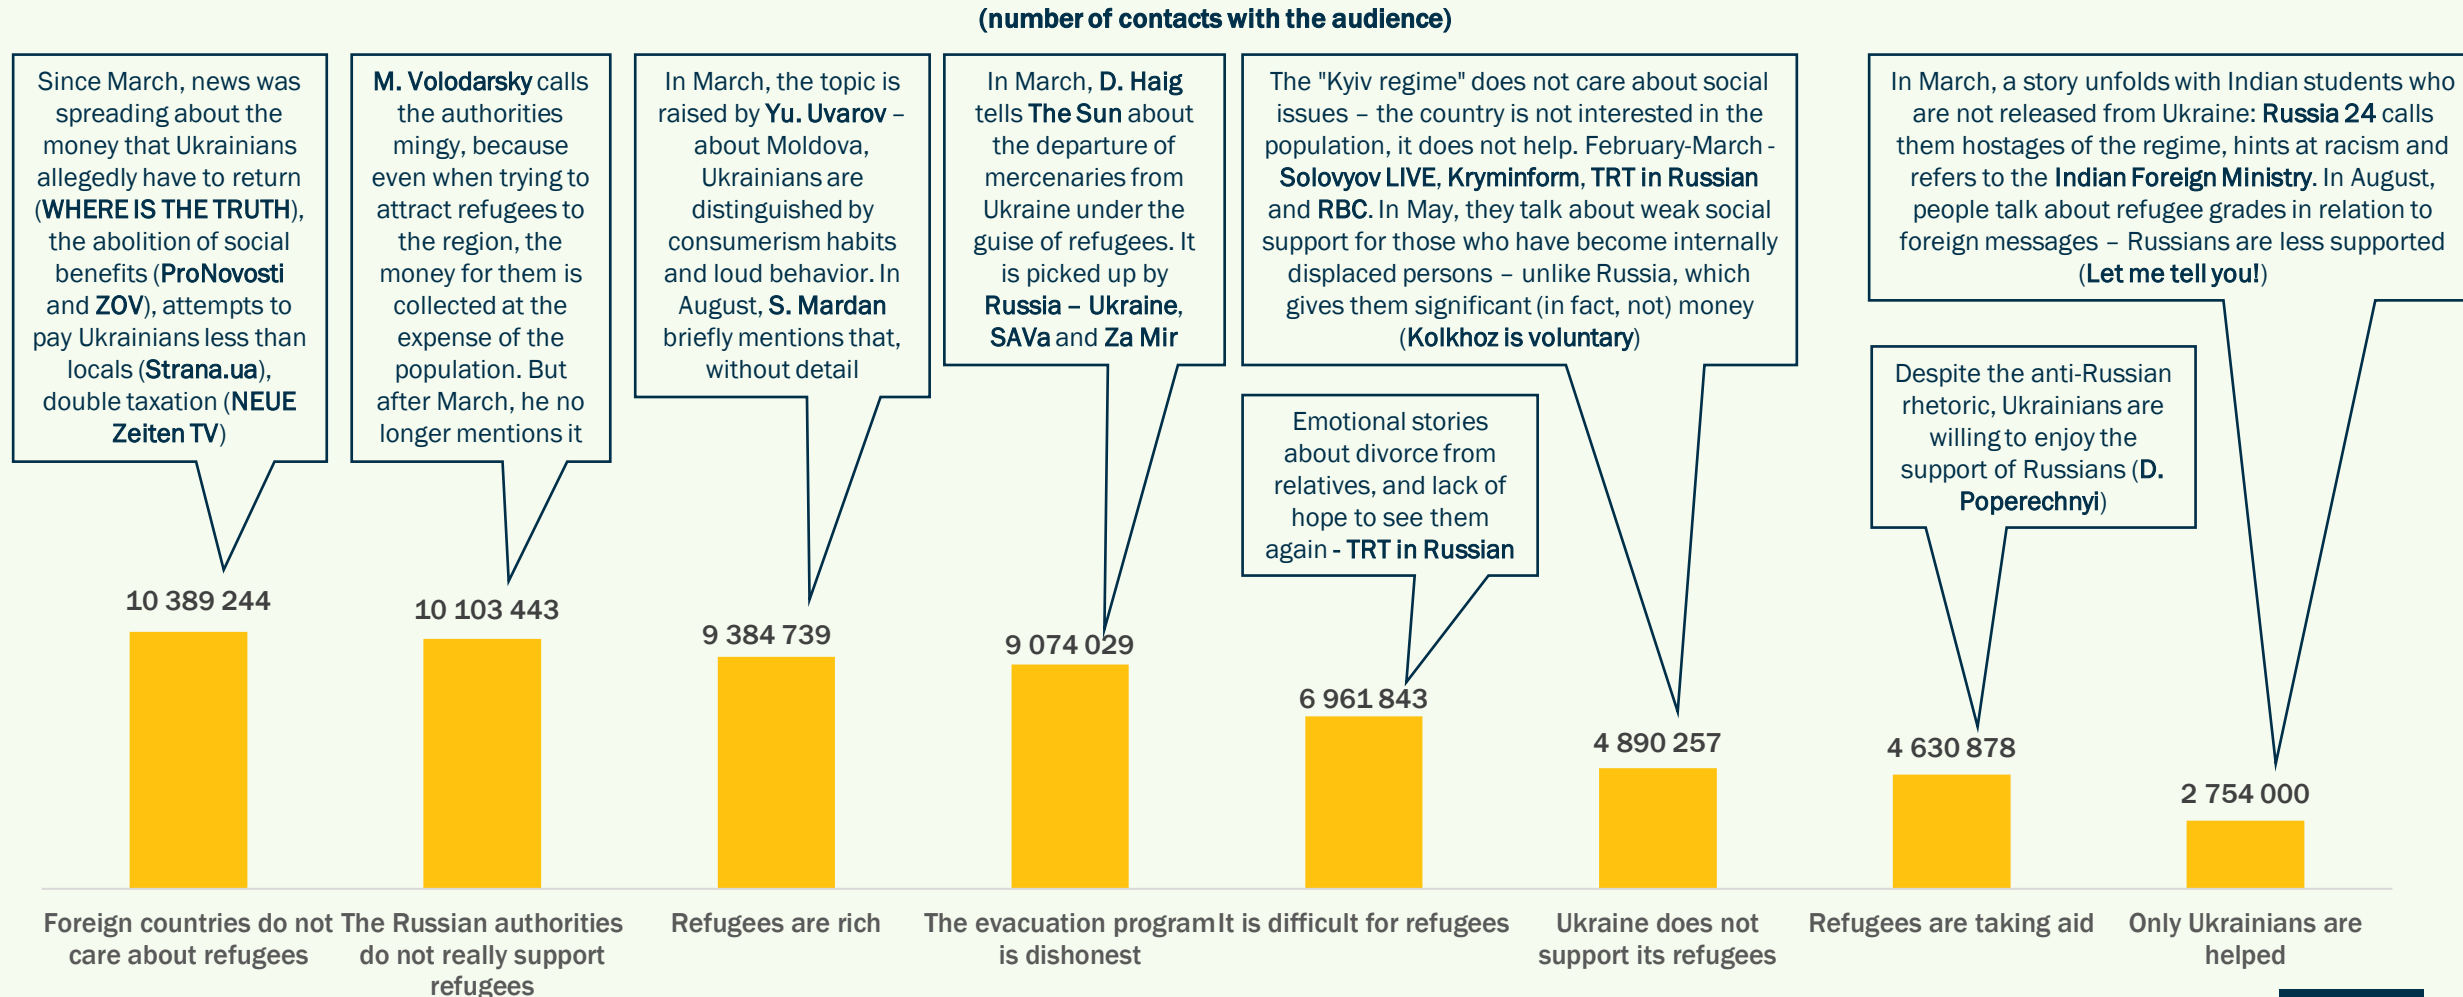 (number of contacts with the audience)
Since March, news was
spreading about the
money that Ukrainians
allegedly have to return
(WHERE IS THE TRUTH),
the abolition of social
benefits (ProNovosti
and ZOV), attempts to
pay Ukrainians less than
locals (Strana.ua),
double taxation (NEUE
Zeiten TV)
M. Volodarsky calls
the authorities
mingy, because
even when trying to
attract refugees to
the region, the
money for them is
collected at the
expense of the
population. But
after March, he no
longer mentions it
In March, the topic is
raised by Yu. Uvarov –
about Moldova,
Ukrainians are
distinguished by
consumerism habits
and loud behavior. In
August, S. Mardan
briefly mentions that,
without detail
In March, D. Haig
tells The Sun about
the departure of
mercenaries from
Ukraine under the
guise of refugees. It
is picked up by
Russia – Ukraine,
SAVa and Za Mir
The "Kyiv regime" does not care about social
issues – the country is not interested in the
population, it does not help. February-March -
Solovyov LIVE, Kryminform, TRT in Russian
and RBC. In May, they talk about weak social
support for those who have become internally
displaced persons – unlike Russia, which
gives them significant (in fact, not) money
(Kolkhoz is voluntary)
Emotional stories
about divorce from
relatives, and lack of
hope to see them
again - TRT in Russian
In March, a story unfolds with Indian students who
are not released from Ukraine: Russia 24 calls
them hostages of the regime, hints at racism and
refers to the Indian Foreign Ministry. In August,
people talk about refugee grades in relation to
foreign messages – Russians are less supported
(Let me tell you!)
Despite the anti-Russian
rhetoric, Ukrainians are
willing to enjoy the
support of Russians (D.
Poperechnyi)
10 389 244
10 103 443
9 384 739
9 074 029
6 961 843
4 890 257
4 630 878
2 754 000
Foreign countries do not
care about refugees
The Russian authorities
do not really support
refugees
Refugees are rich
The evacuation program
is dishonest
It is difficult for refugees
Ukraine does not
support its refugees
Refugees are taking aid
Only Ukrainians are
helped